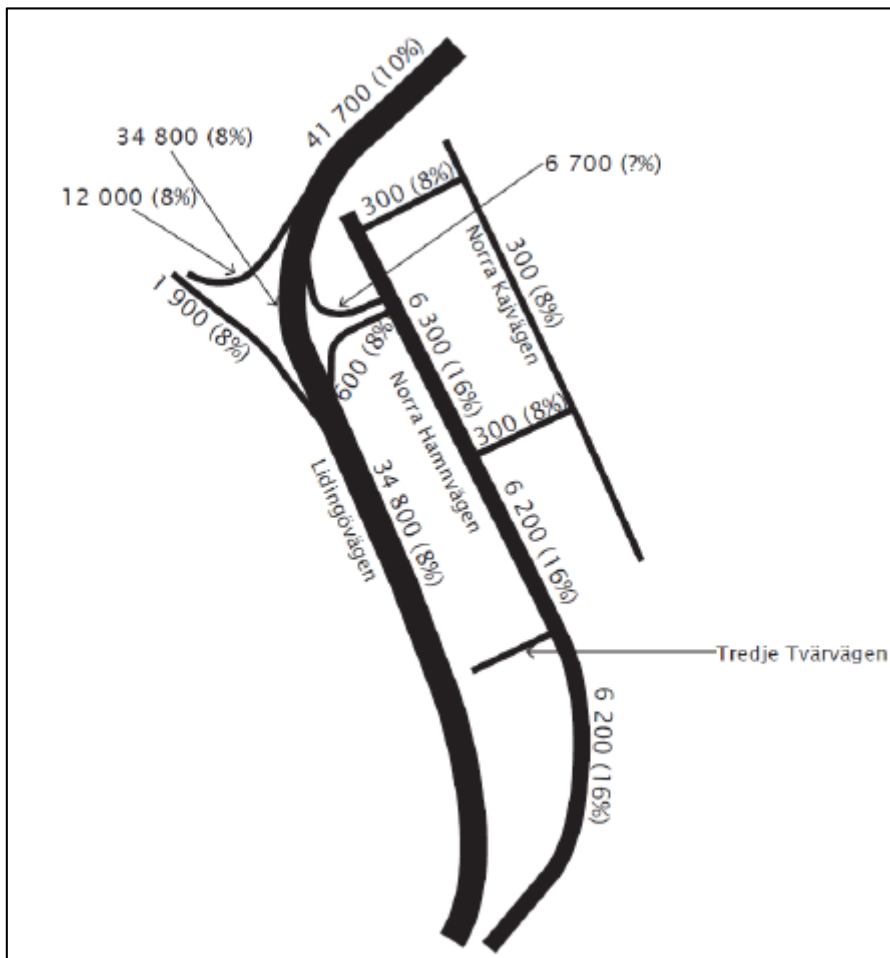 41 700 (10%)
34 800 (8%)
12 000 (8%)
6 700 (?%)
300 (8%)
1 900 (8%)
Norra Kajvägen
300 (8%)
6 300 (16%)
600 (8%
Norra Hamnvägen
300 (8%)
Lidingövägen
34 800 (8%)
6 200 (16%)
Tredje Tvärvägen
6 200 (16%)